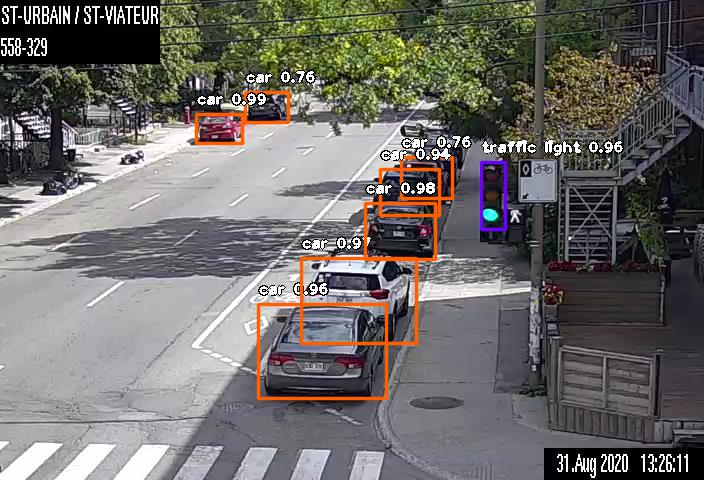 ST-URBAIN / ST-VIATEUR
558-329
car 0.76
car 0.99
car 0.76
traffic light 0.96
car 0.94
car 0.98
car 0.97
car 0.96
31.Aug 2020 13:26:11